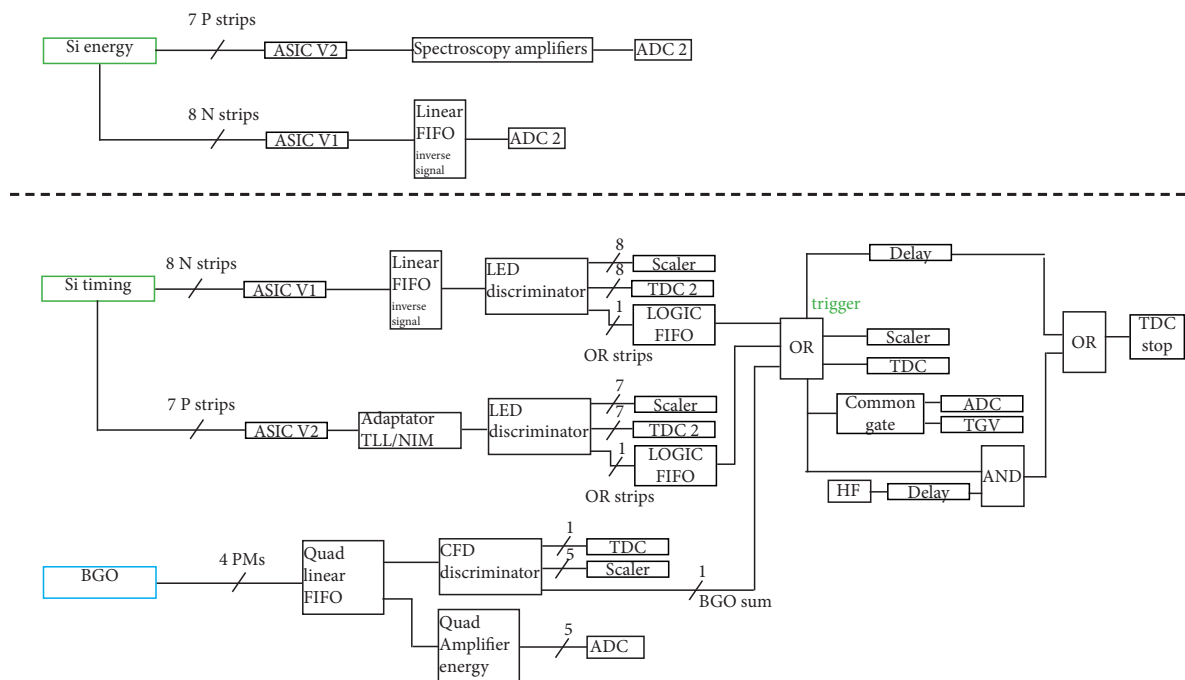 7 P strips
Si energy
ASIC V2
Spectroscopy amplifiers
ADC 2
8 N strips
ASIC V1
Linear
FIFO
inverse
signal
ADC 2
8 N strips
Si timing
ASIC V1
Linear
FIFO
inverse
signal
LED
discriminator
8
Scaler
8
TDC 2
1
LOGIC
FIFO
OR strips
7 P strips
ASIC V2
Adaptator
TLL/NIM
LED
discriminator
7
Scaler
7
TDC 2
1
LOGIC
FIFO
OR strips
trigger
OR
Delay
Scaler
TDC
Common
gate
ADC
TGV
HF
Delay
AND
OR
TDC
stop
BGO
4 PMs
Quad
linear
FIFO
CFD
discriminator
1
TDC
5
Scaler
1
BGO sum
Quad
Amplifier
energy
5
ADC